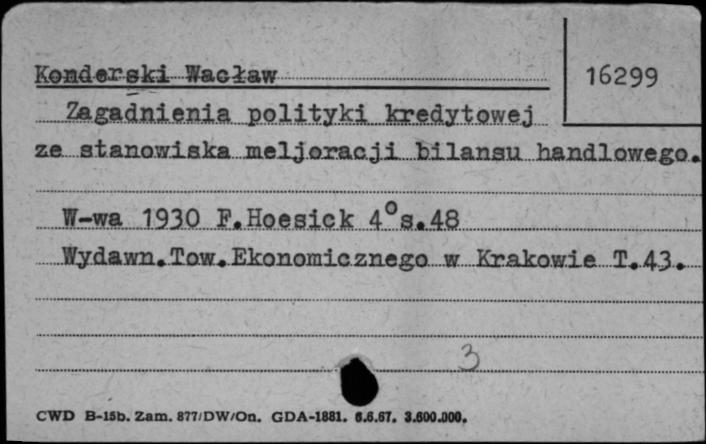 Konderski Wacław
16299
Zagadnienia polityki kredytowej
ze stanowiska meljoracji bilansu handlowego.
W-wa 1930 F.Hoesick 4°s.48
Wydawn.Tow.Ekonomicznego w Krakowie T.43.
3
CWD B-15b. Zam. 877/DW/On. GDA-1881. 6.6.67. 3.600.000.